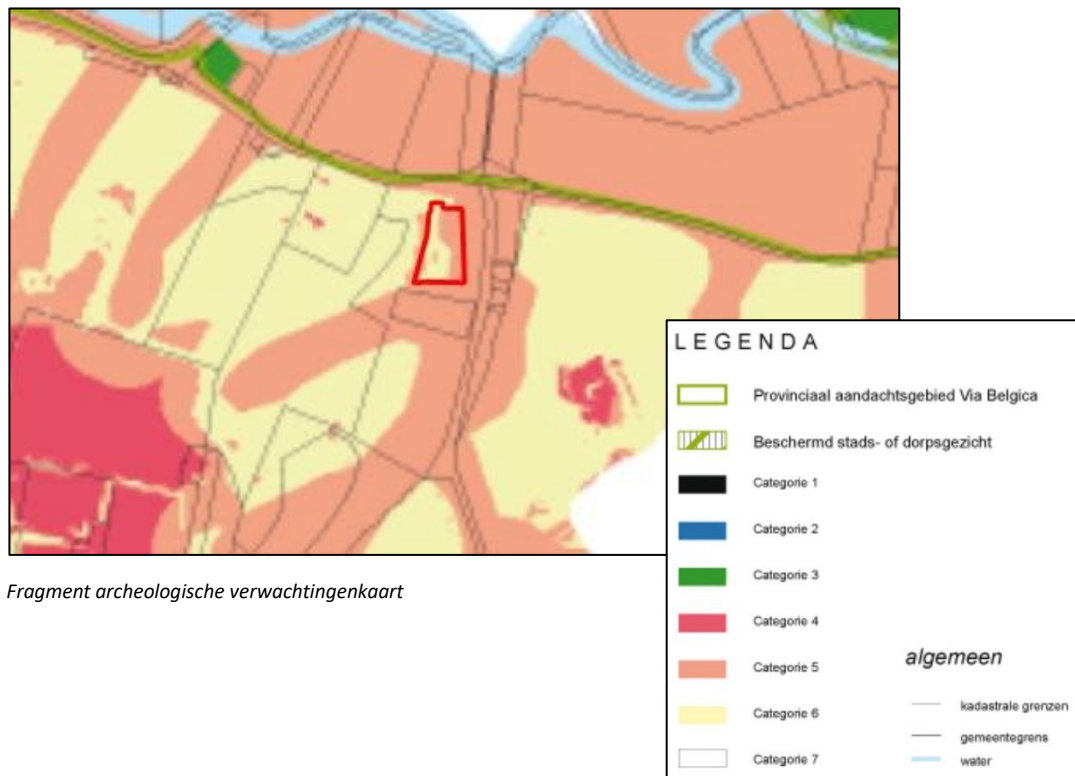 LEGENDA
Provinciaal aandachtsgebied Via Belgica
Beschermd stads- of dorpsgezicht
Categorie 1
Categorie 2
Categorie 3
Categorie 4
Categorie 5
Categorie 6
Categorie 7
algemeen
kadastrale grenzen
gemeentegrens
water
Fragment archeologische verwachtingenkaart